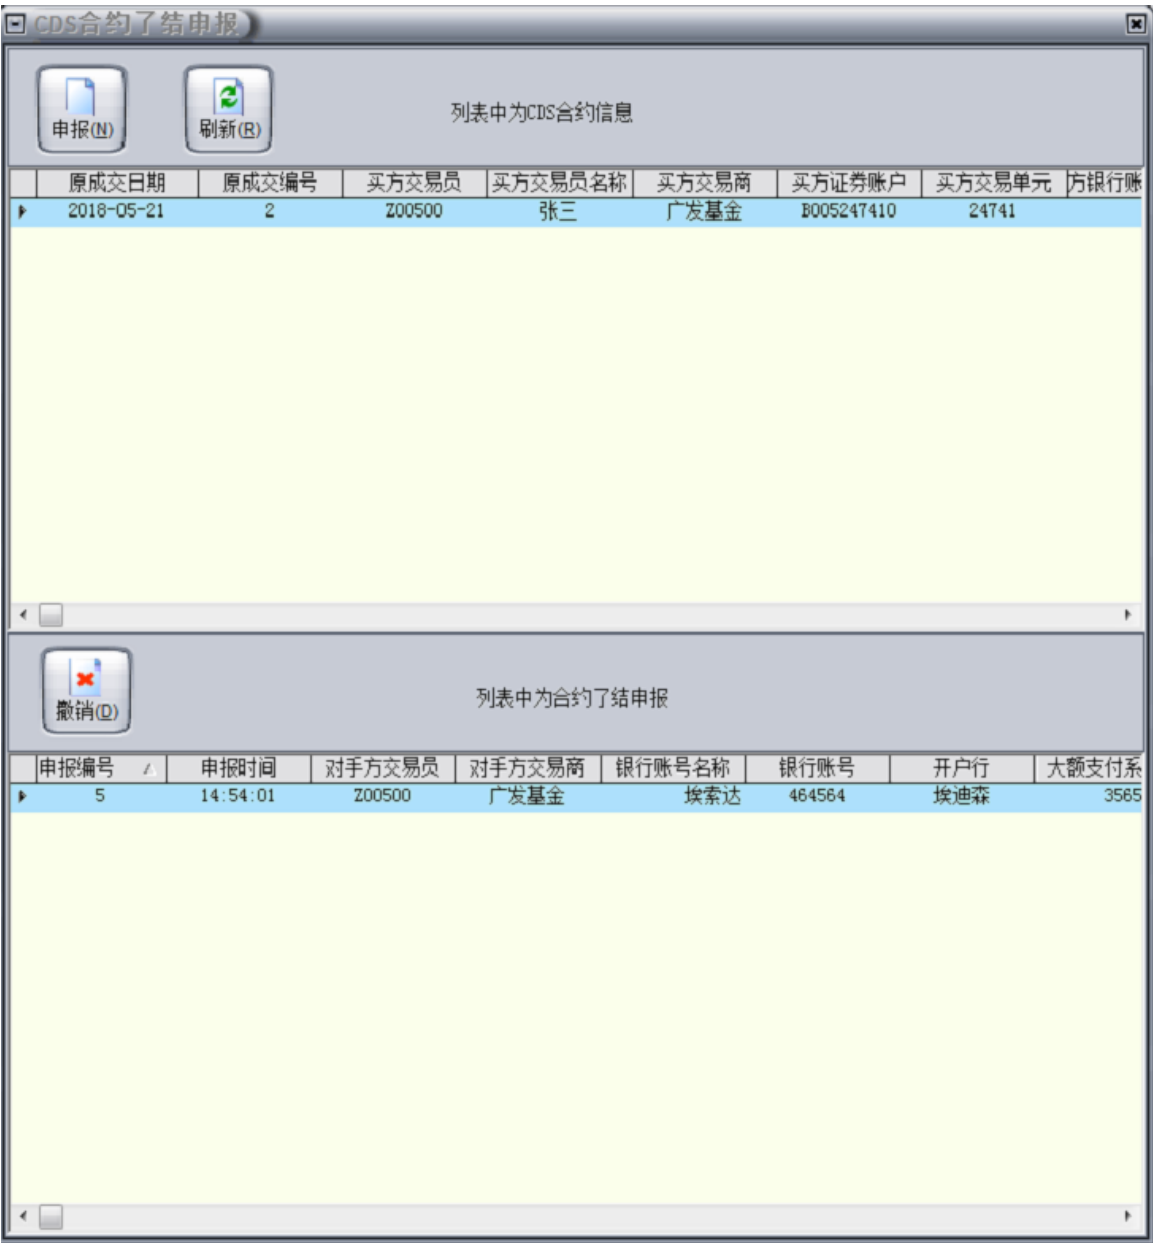 CDS合约了结申报
申报(N) 刷新(R) 列表中为CDS合约信息
原成交日期 原成交编号 买方交易员 买方交易员名称 买方交易商 买方证券账户 买方交易单元 方银行账
2018-05-21 2 Z00500 张三 广发基金 B005247410 24741
撤销(D) 列表中为合约了结申报
申报编号 申报时间 对手方交易员 对手方交易商 银行账号名称 银行账号 开户行 大额支付系
5 14:54:01 Z00500 广发基金 埃索达 464564 埃迪森 3565